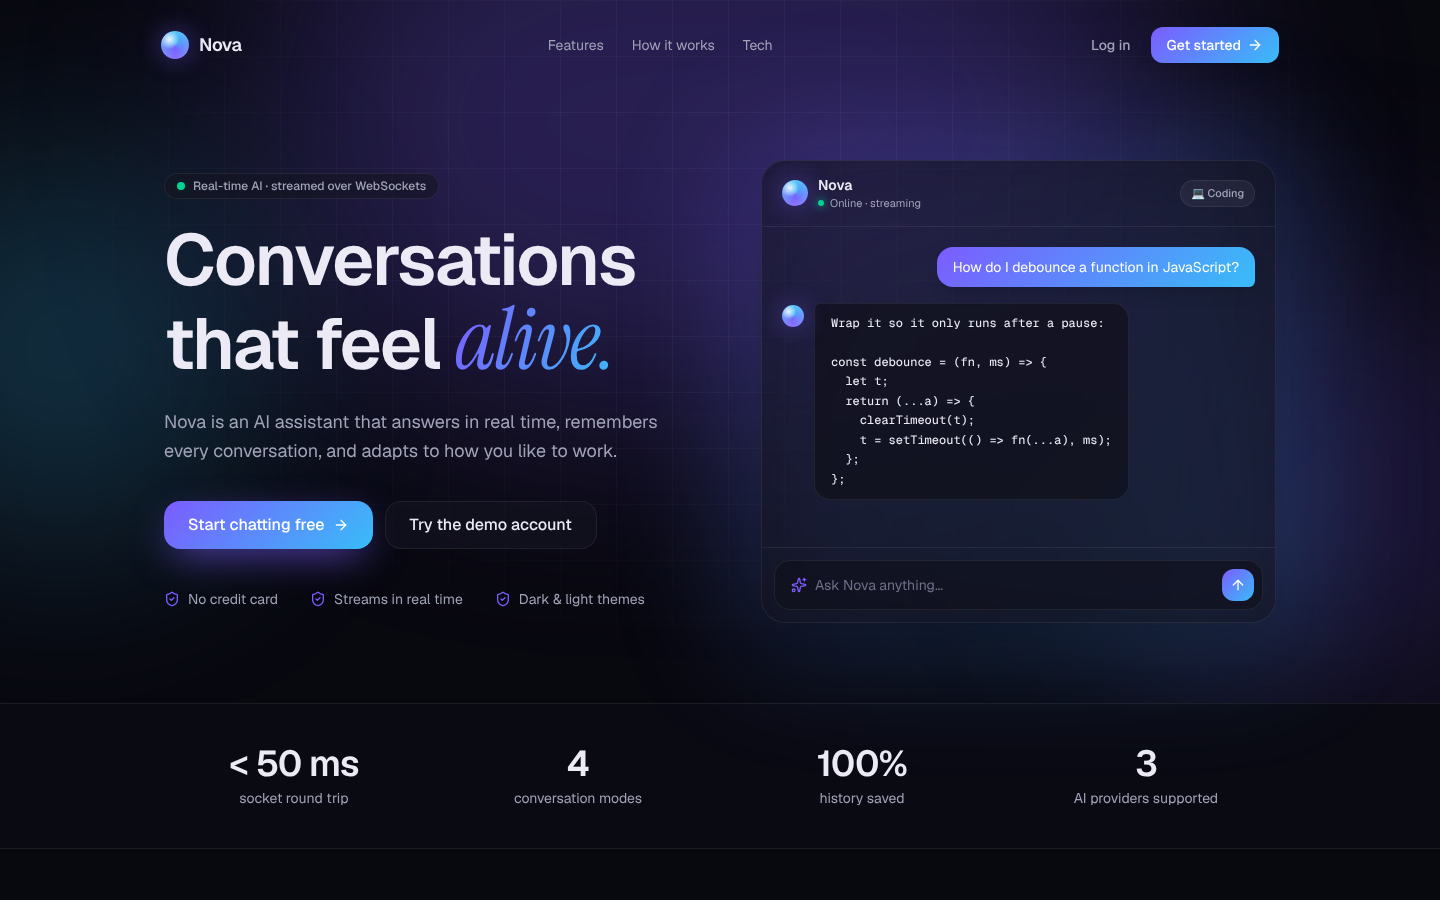 Nova
Features
How it works
Tech
Log in
Get started →
Real-time AI · streamed over WebSockets
Conversations
that feel alive.
Nova is an AI assistant that answers in real time, remembers
every conversation, and adapts to how you like to work.
Start chatting free →
Try the demo account
No credit card
Streams in real time
Dark & light themes
Nova
Online · streaming
💻 Coding
How do I debounce a function in JavaScript?
Wrap it so it only runs after a pause:
const debounce = (fn, ms) => {
  let t;
  return (...a) => {
    clearTimeout(t);
    t = setTimeout(() => fn(...a), ms);
  };
};
Ask Nova anything...
< 50 ms
socket round trip
4
conversation modes
100%
history saved
3
AI providers supported